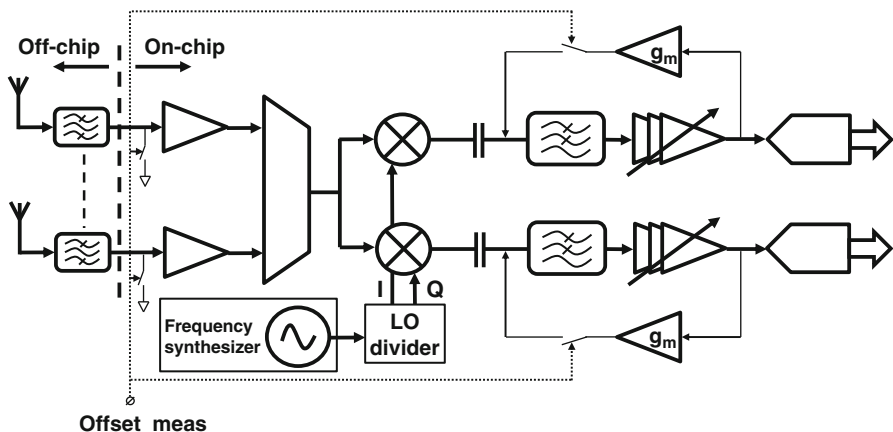 Off-chip
On-chip
gm
I
Q
Frequency
synthesizer
LO
divider
gm
Offset meas